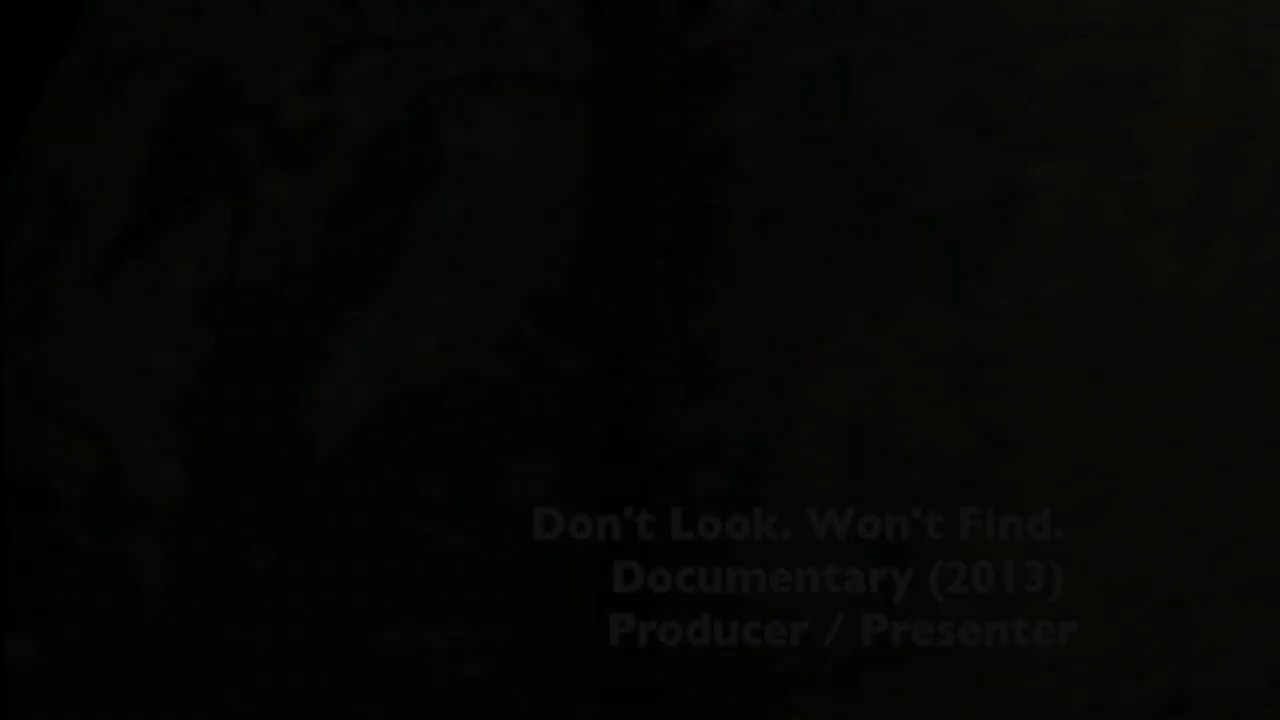 Don't Look. Won't Find.
Documentary (2013)
Producer / Presenter